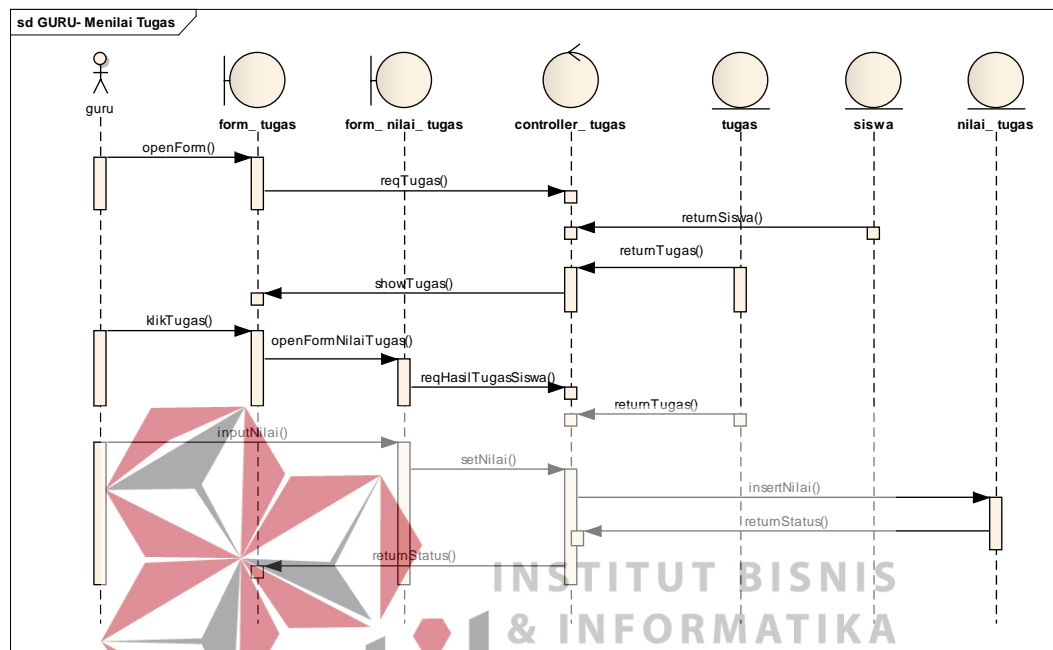 sd GURU- Menilai Tugas
guru
form_ tugas
form_ nilai_ tugas
controller_ tugas
tugas
siswa
nilai_ tugas
openForm()
reqTugas()
returnSiswa()
returnTugas()
showTugas()
klikTugas()
openFormNilaiTugas()
reqHasilTugasSiswa()
returnTugas()
inputNilai()
setNilai()
insertNilai()
returnStatus()
returnStatus()
INSTITUT BISNIS
& INFORMATIKA